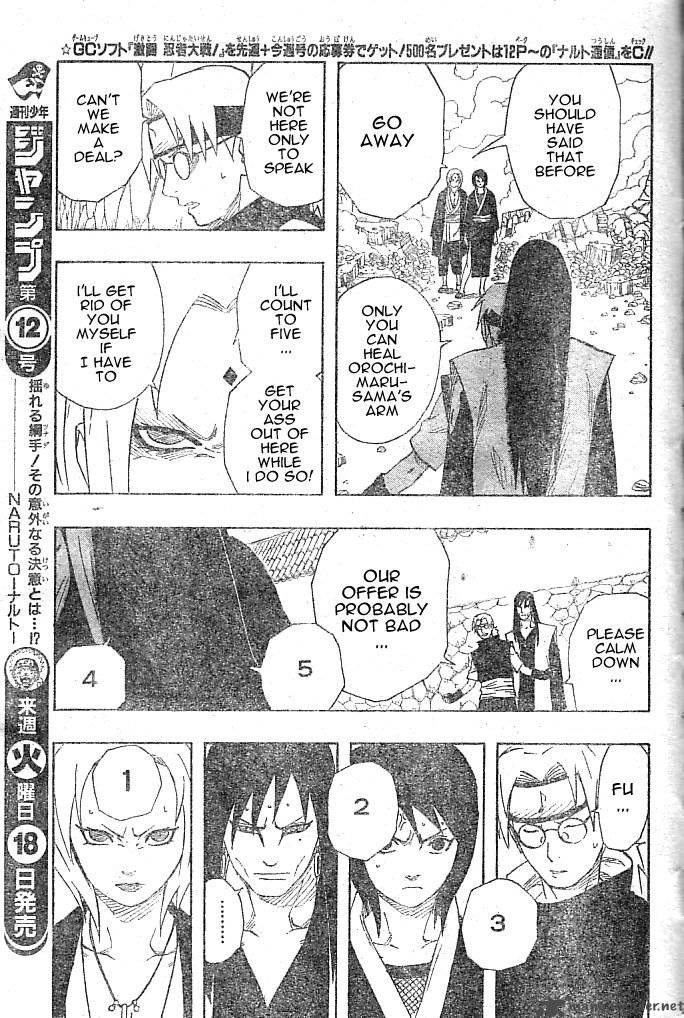 ☆GCソフト『激闘 忍者大戦！』を先週+今週号の応募券でゲット！500名プレゼントは12P〜の『ナルト通信』をC!!
YOU
SHOULD
HAVE
SAID
THAT
BEFORE
GO
AWAY
ONLY
YOU
CAN
HEAL
OROCHI-
MARU-
SAMA'S
ARM
WE'RE
NOT
HERE
ONLY
TO
SPEAK
CAN'T
WE
MAKE
A
DEAL?
I'LL
COUNT
TO
FIVE
...
GET
YOUR
ASS
OUT OF
HERE
WHILE
I DO SO!
I'LL GET
RID OF
YOU
MYSELF
IF
I HAVE
TO
PLEASE
CALM
DOWN
...
OUR
OFFER IS
PROBABLY
NOT BAD
...
5
4
FU
...
3
2
.........
1
週刊少年
ジャンプ
第
12
号
揺れる綱手！その意外なる決意とは…!?
NARUTO―ナルト―
来週
火
曜日
18
日発売